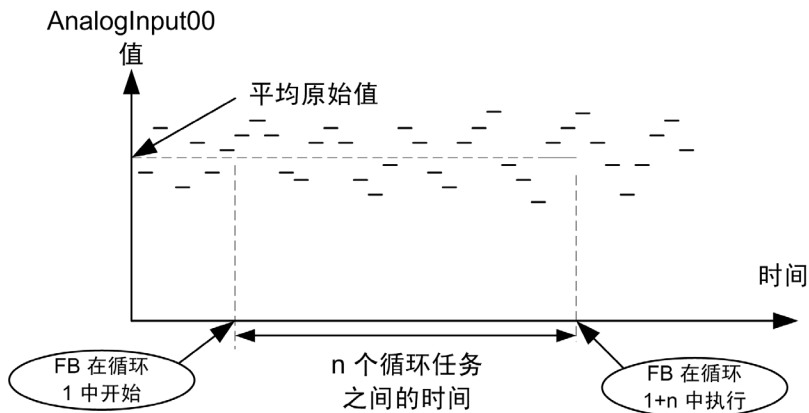 AnalogInput00
值
平均原始值
时间
FB 在循环
1 中开始
n 个循环任务
之间的时间
FB 在循环
1+n 中执行